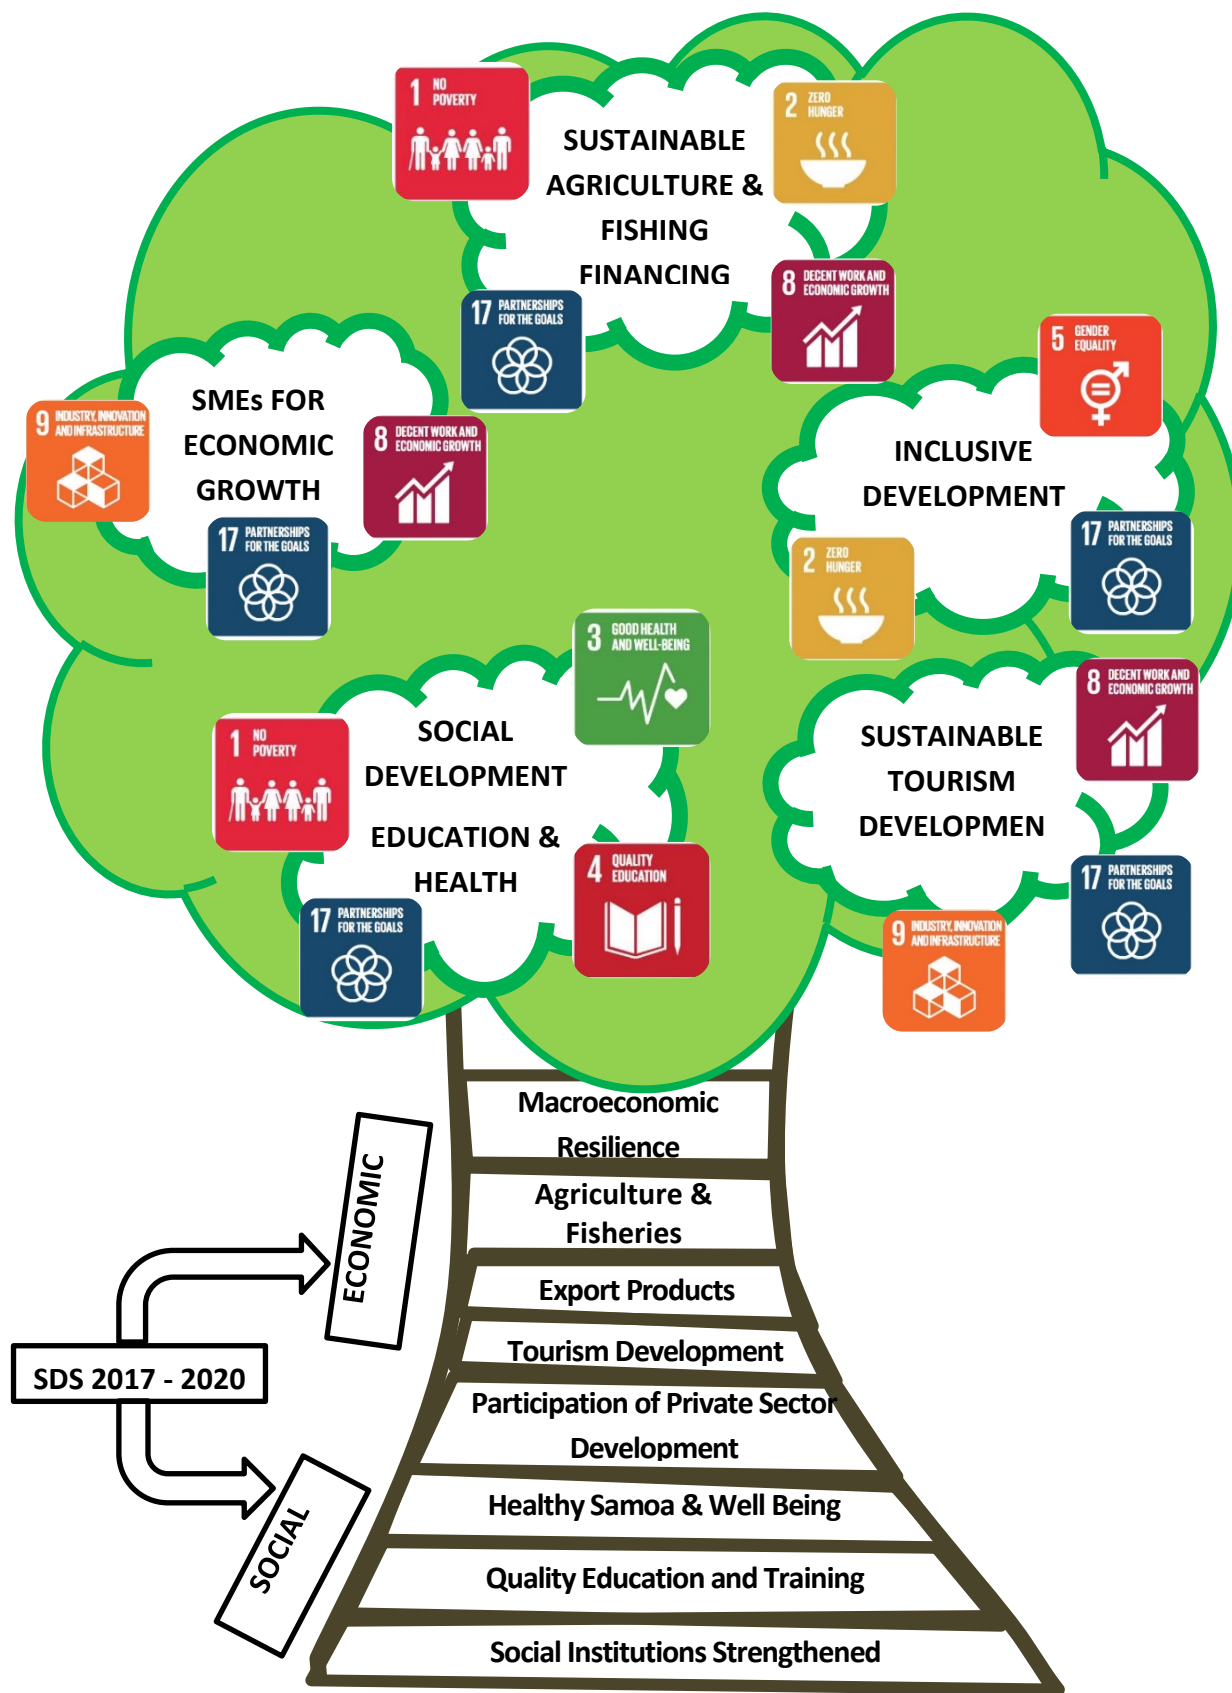 1 NO
POVERTY
2 ZERO
HUNGER
SUSTAINABLE
AGRICULTURE &
FISHING
FINANCING
17 PARTNERSHIPS
FOR THE GOALS
8 DECENT WORK AND
ECONOMIC GROWTH
SMEs FOR
ECONOMIC
GROWTH
9 INDUSTRY, INNOVATION
AND INFRASTRUCTURE
8 DECENT WORK AND
ECONOMIC GROWTH
17 PARTNERSHIPS
FOR THE GOALS
5 GENDER
EQUALITY
INCLUSIVE
DEVELOPMENT
2 ZERO
HUNGER
17 PARTNERSHIPS
FOR THE GOALS
3 GOOD HEALTH
AND WELL-BEING
1 NO
POVERTY
SOCIAL
DEVELOPMENT
EDUCATION &
HEALTH
4 QUALITY
EDUCATION
17 PARTNERSHIPS
FOR THE GOALS
8 DECENT WORK AND
ECONOMIC GROWTH
SUSTAINABLE
TOURISM
DEVELOPMEN
17 PARTNERSHIPS
FOR THE GOALS
9 INDUSTRY, INNOVATION
AND INFRASTRUCTURE
Macroeconomic
Resilience
Agriculture &
Fisheries
Export Products
Tourism Development
Participation of Private Sector
Development
Healthy Samoa & Well Being
Quality Education and Training
Social Institutions Strengthened
ECONOMIC
SDS 2017 - 2020
SOCIAL